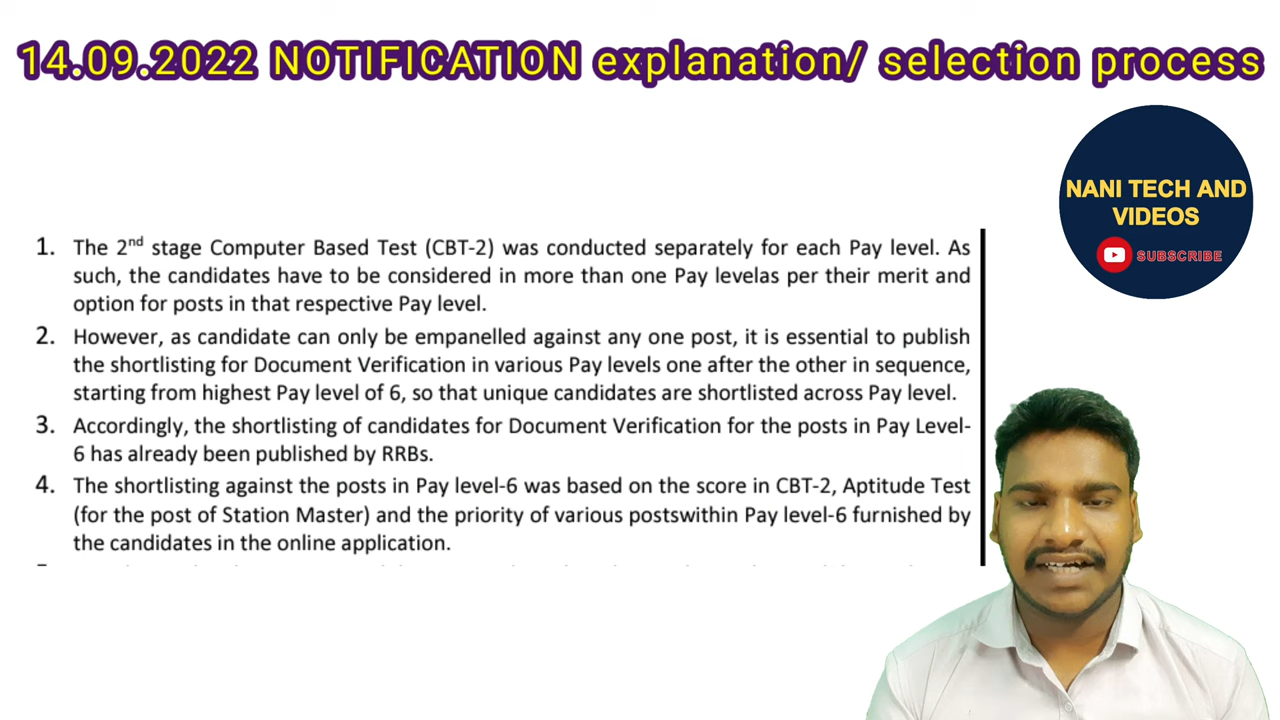 14.09.2022 NOTIFICATION explanation/ selection process
NANI TECH AND
VIDEOS
SUBSCRIBE
1. The 2nd stage Computer Based Test (CBT-2) was conducted separately for each Pay level. As
such, the candidates have to be considered in more than one Pay levelas per their merit and
option for posts in that respective Pay level.
2. However, as candidate can only be empanelled against any one post, it is essential to publish
the shortlisting for Document Verification in various Pay levels one after the other in sequence,
starting from highest Pay level of 6, so that unique candidates are shortlisted across Pay level.
3. Accordingly, the shortlisting of candidates for Document Verification for the posts in Pay Level-
6 has already been published by RRBs.
4. The shortlisting against the posts in Pay level-6 was based on the score in CBT-2, Aptitude Test
(for the post of Station Master) and the priority of various postswithin Pay level-6 furnished by
the candidates in the online application.